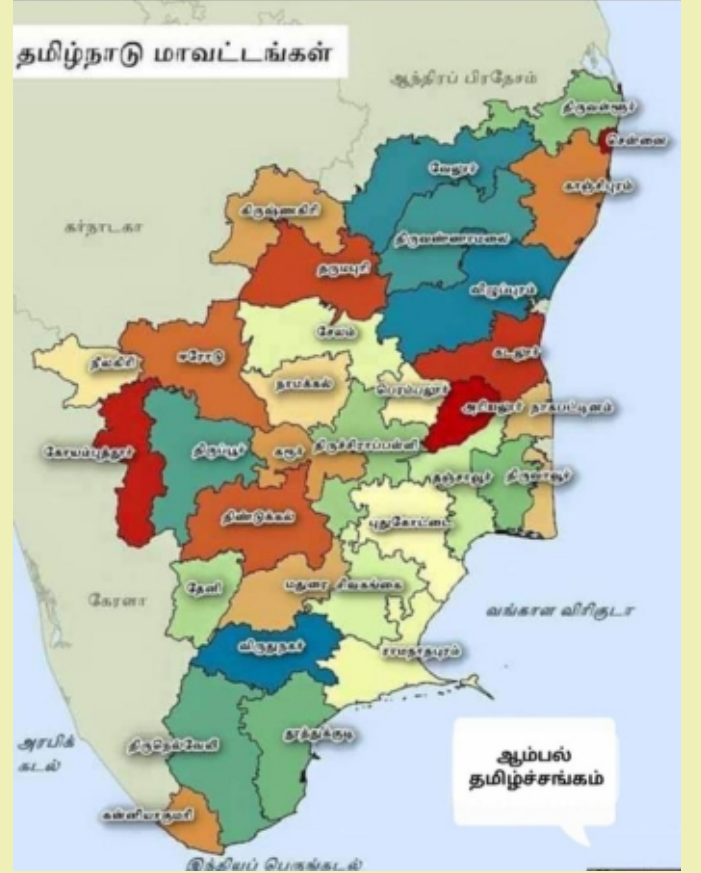 தமிழ்நாடு மாவட்டங்கள்
ஆந்திரப் பிரதேசம்
திருவள்ளூர்
சென்னை
வேலூர்
காஞ்சிபுரம்
கிருஷ்ணகிரி
கர்நாடகா
திருவண்ணாமலை
தருமபுரி
விழுப்புரம்
சேலம்
கடலூர்
நீலகிரி
ஈரோடு
நாமக்கல்
பெரம்பலூர்
அரியலூர்
நாகபட்டினம்
கோயம்புத்தூர்
திருப்பூர்
கரூர்
திருச்சிராப்பள்ளி
தஞ்சாவூர்
திருவாரூர்
திண்டுக்கல்
புதுகோட்டை
தேனி
மதுரை
சிவகங்கை
கேரளா
வங்கான விரிகுடா
விருதுநகர்
ராமநாதபுரம்
அரபிக்
கடல்
திருநெல்வேலி
தூத்துக்குடி
ஆம்பல்
தமிழ்ச்சங்கம்
கன்னியாகுமரி
இந்தியப் பெருங்கடல்